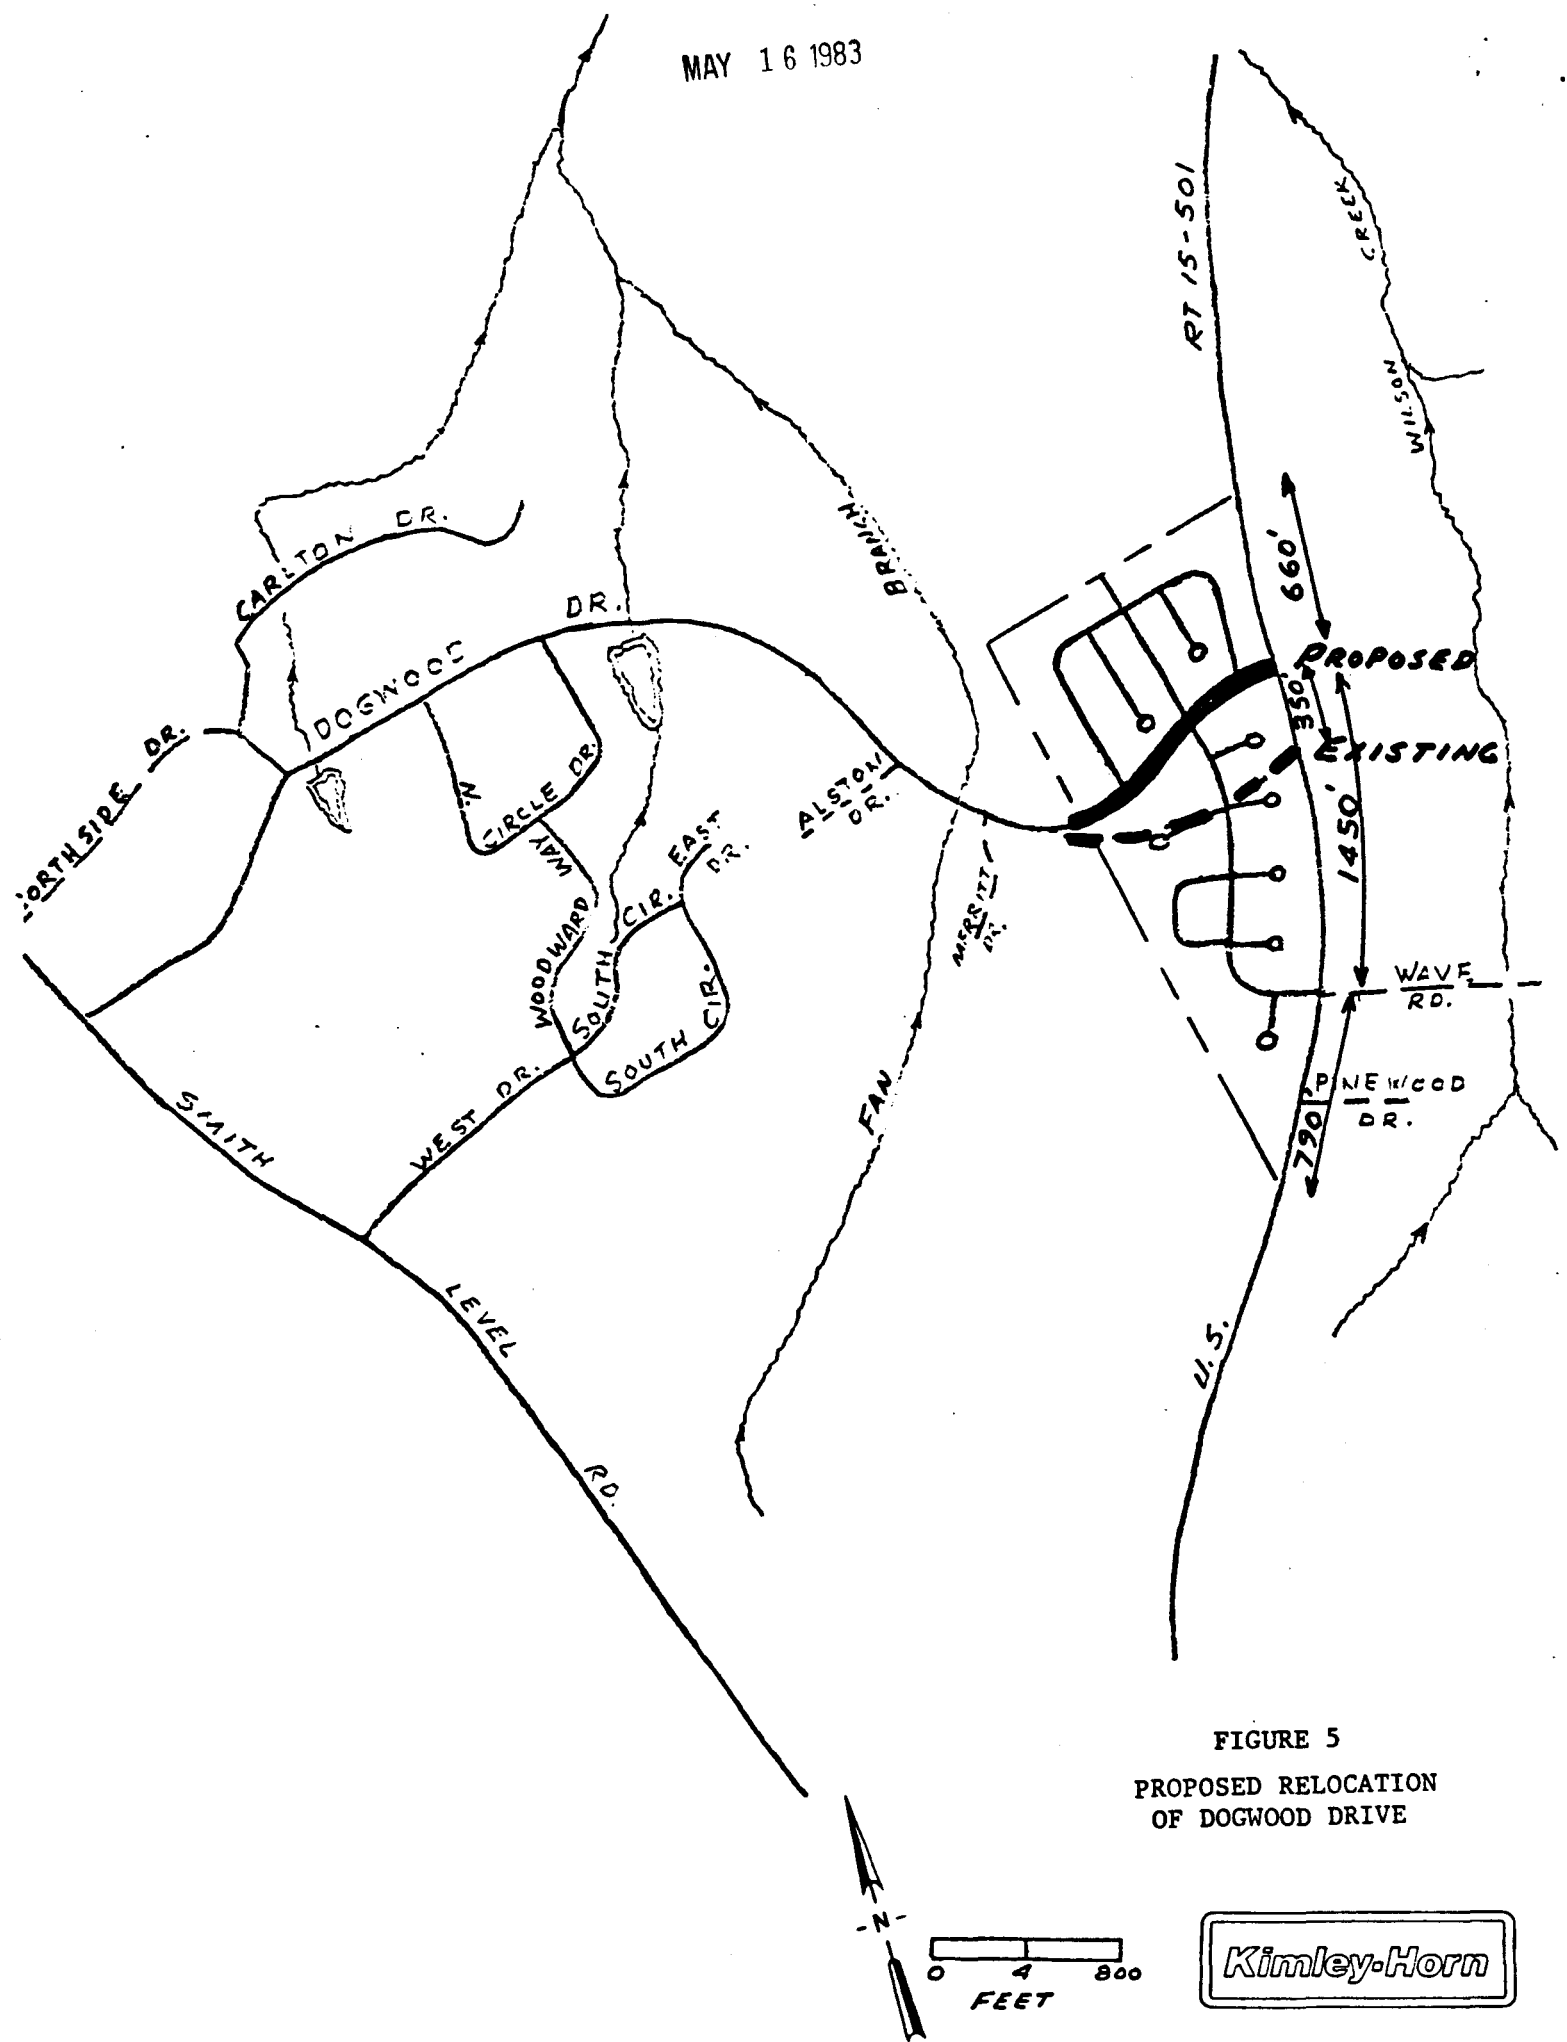 MAY 16 1983
RT 15-501
CREEK
WILSON
660'
PROPOSED
350'
EXISTING
1450'
WAVE
RD.
PINEWOOD
DR.
790'
U.S.
CARLTON DR.
DOGWOOD DR.
BRANCH
FAN
NORTHSIDE DR.
N. CIRCLE DR.
WOODWARD WAY
EAST
DR.
ALSTON
DR.
MERRITT
DR.
SOUTH CIR.
SOUTH CIR.
WEST DR.
SMITH LEVEL RD.
FIGURE 5
PROPOSED RELOCATION
OF DOGWOOD DRIVE
-N-
0 4 800
FEET
Kimley-Horn